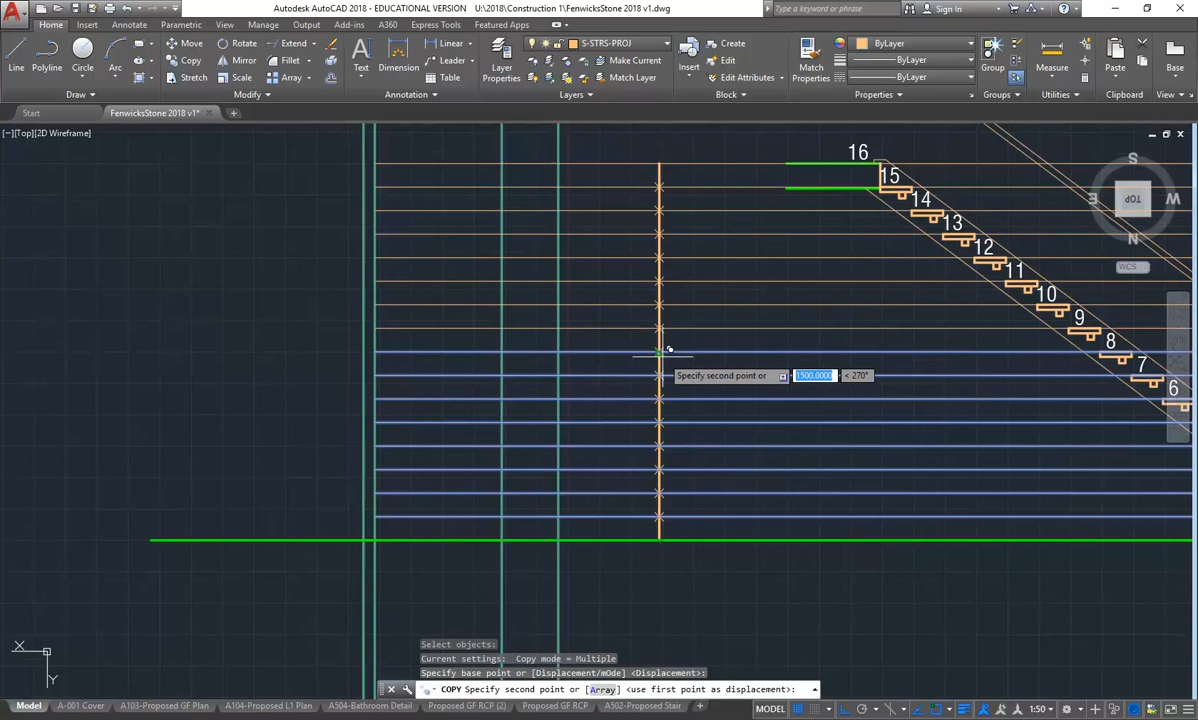 Autodesk AutoCAD 2018 - EDUCATIONAL VERSION U:\2018\Construction 1\FenwicksStone 2018 v1.dwg
Type a keyword or phrase
Sign In
Home Insert Annotate Parametric View Manage Output Add-ins A360 Express Tools Featured Apps
Move Rotate Extend Linear S-STRS-PROJ Create ByLayer
Copy Mirror Fillet Leader Make Current Edit ByLayer
Stretch Scale Array Table Match Layer Edit Attributes ByLayer
Line Polyline Circle Arc Text Dimension Layer Properties Insert Match Properties Group Measure Paste Base
Draw Modify Annotation Layers Block Properties Groups Utilities Clipboard View
Start FenwicksStone 2018 v1*
[−][Top][2D Wireframe]
S
E TOP W
N
WCS
16
15
14
13
12
11
10
9
8
7
6
Specify second point or 1500.0000 < 270°
X
Y
Select objects:
Current settings: Copy mode = Multiple
Specify base point or [Displacement/mOde] <Displacement>:
COPY Specify second point or [Array] <use first point as displacement>:
Model A-001 Cover A103-Proposed GF Plan A104-Proposed L1 Plan A504-Bathroom Detail Proposed GF RCP (2) Proposed GF RCP A502-Proposed Stair
MODEL 1:50